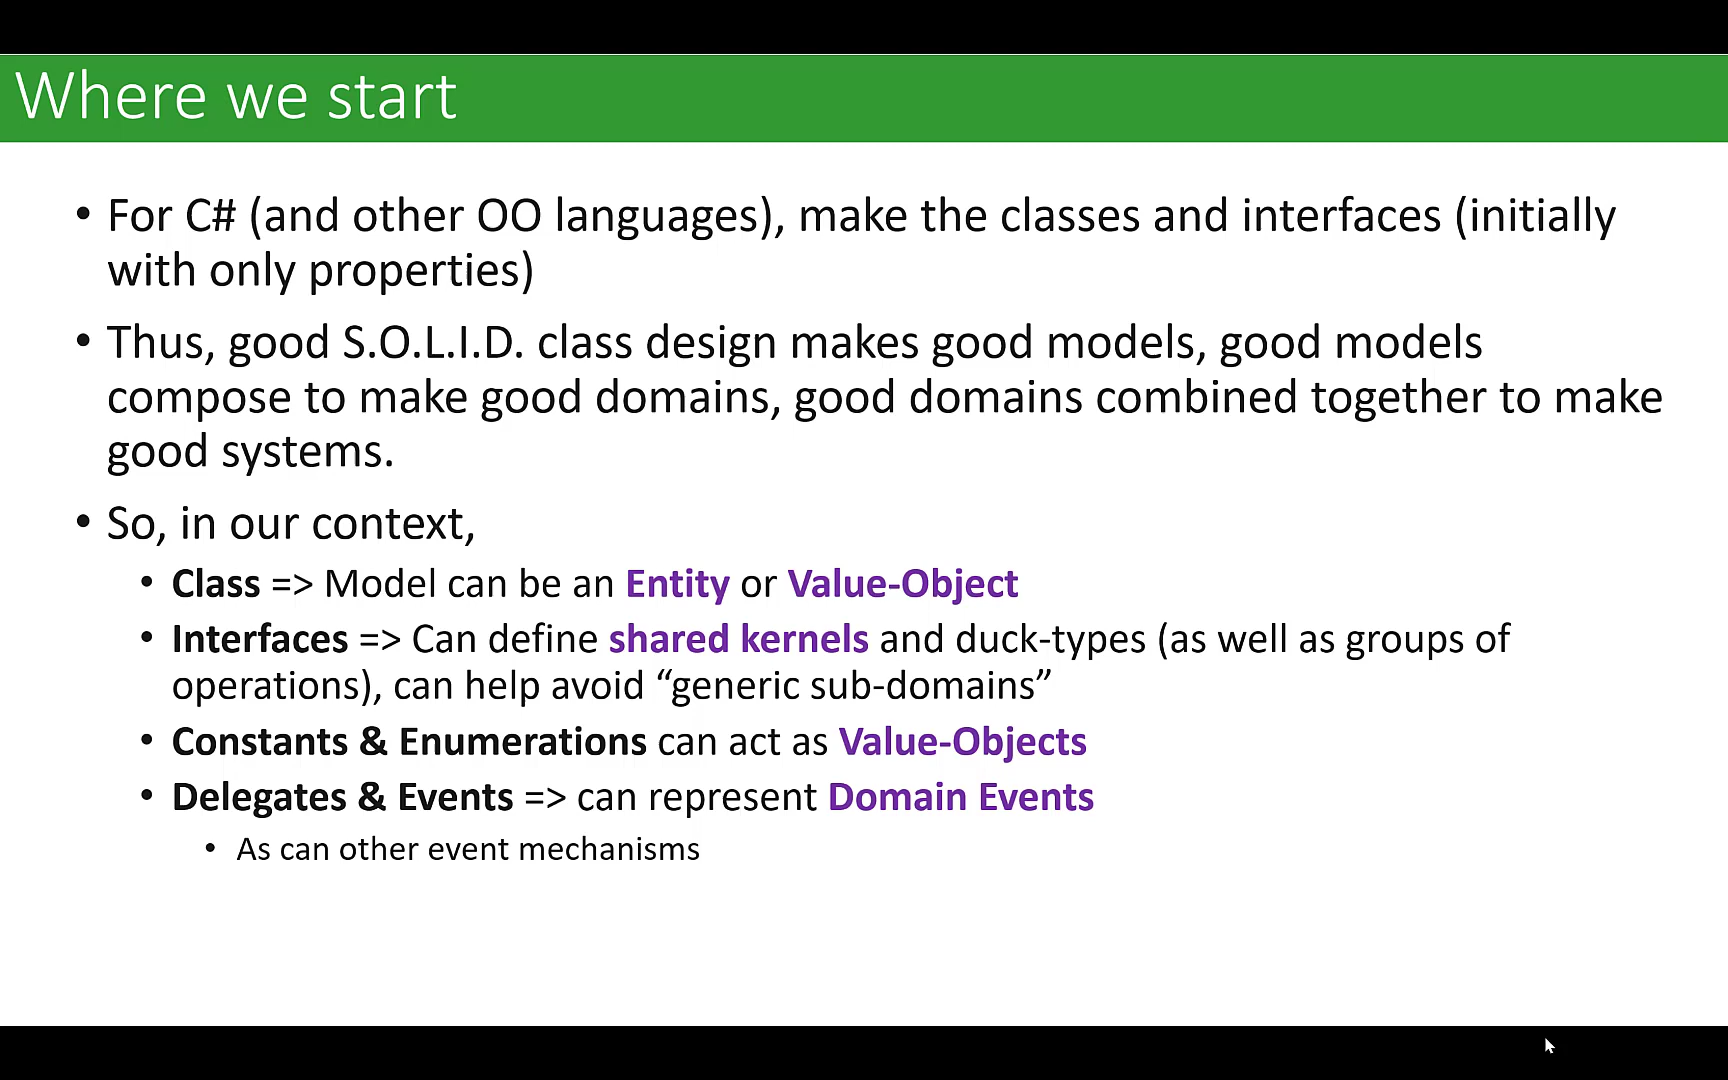 Where we start
• For C# (and other OO languages), make the classes and interfaces (initially
with only properties)
• Thus, good S.O.L.I.D. class design makes good models, good models
compose to make good domains, good domains combined together to make
good systems.
• So, in our context,
• Class => Model can be an Entity or Value-Object
• Interfaces => Can define shared kernels and duck-types (as well as groups of
operations), can help avoid “generic sub-domains”
• Constants & Enumerations can act as Value-Objects
• Delegates & Events => can represent Domain Events
• As can other event mechanisms